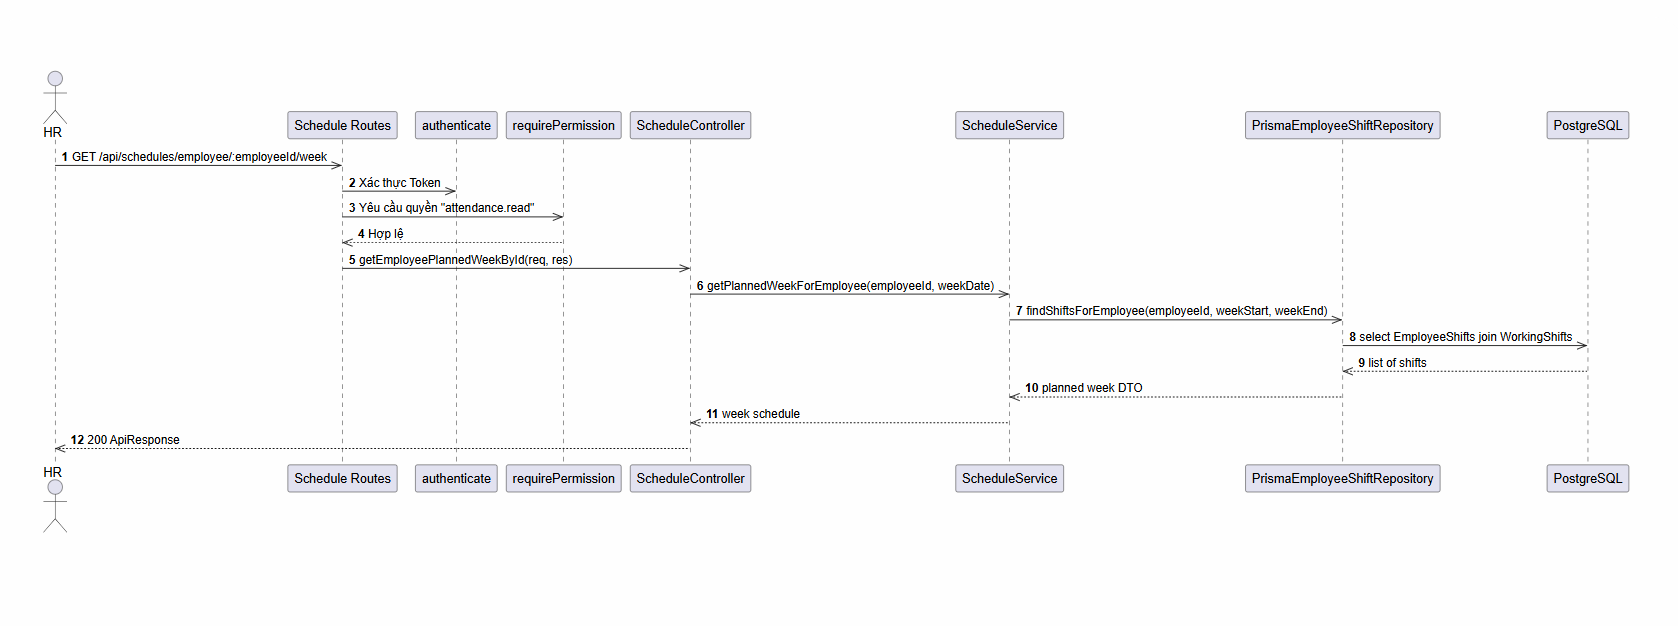 HR
Schedule Routes
authenticate
requirePermission
ScheduleController
ScheduleService
PrismaEmployeeShiftRepository
PostgreSQL
1 GET /api/schedules/employee/:employeeId/week
2 Xác thực Token
3 Yêu cầu quyền "attendance.read"
4 Hợp lệ
5 getEmployeePlannedWeekById(req, res)
6 getPlannedWeekForEmployee(employeeId, weekDate)
7 findShiftsForEmployee(employeeId, weekStart, weekEnd)
8 select EmployeeShifts join WorkingShifts
9 list of shifts
10 planned week DTO
11 week schedule
12 200 ApiResponse
HR
Schedule Routes
authenticate
requirePermission
ScheduleController
ScheduleService
PrismaEmployeeShiftRepository
PostgreSQL